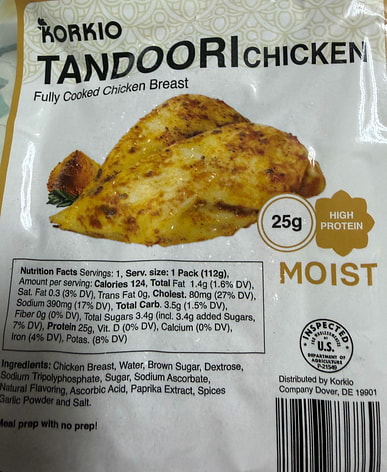 KORKIO
TANDOORI CHICKEN
Fully Cooked Chicken Breast
25g
HIGH
PROTEIN
MOIST
Nutrition Facts Servings: 1, Serv. size: 1 Pack (112g),
Amount per serving: Calories 124, Total Fat 1.4g (1.6% DV),
Sat. Fat 0.3 (3% DV), Trans Fat 0g, Cholest. 80mg (27% DV),
Sodium 390mg (17% DV), Total Carb. 3.5g (1.5% DV),
Fiber 0g (0% DV), Total Sugars 3.4g (incl. 3.4g added Sugars,
7% DV), Protein 25g, Vit. D (0% DV), Calcium (0% DV),
Iron (4% DV), Potas. (8% DV)
INSPECTED
U.S.
DEPARTMENT OF
AGRICULTURE
P-21549
Ingredients: Chicken Breast, Water, Brown Sugar, Dextrose,
Sodium Tripolyphosphate, Sugar, Sodium Ascorbate,
Natural Flavoring, Ascorbic Acid, Paprika Extract, Spices
Garlic Powder and Salt.
Distributed by Korkio
Company Dover, DE 19901
Meal prep with no prep!